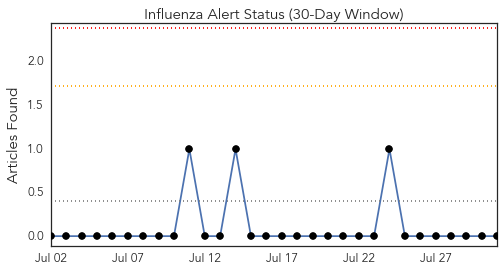 Influenza Alert Status (30-Day Window)
Articles Found
2.0
1.5
1.0
0.5
0.0
Jul 02 Jul 07 Jul 12 Jul 17 Jul 22 Jul 27